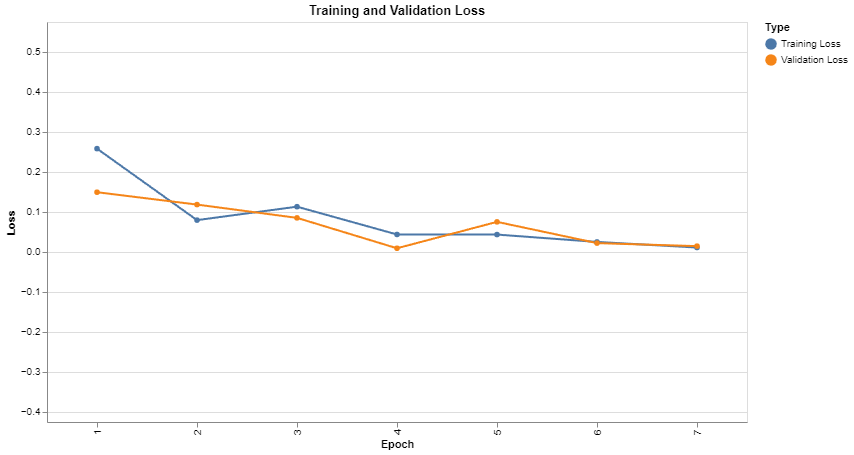 Training and Validation Loss
Type
Training Loss
Validation Loss
0.5
0.4
0.3
0.2
0.1
0.0
−0.1
−0.2
−0.3
−0.4
Loss
1
2
3
4
5
6
7
Epoch